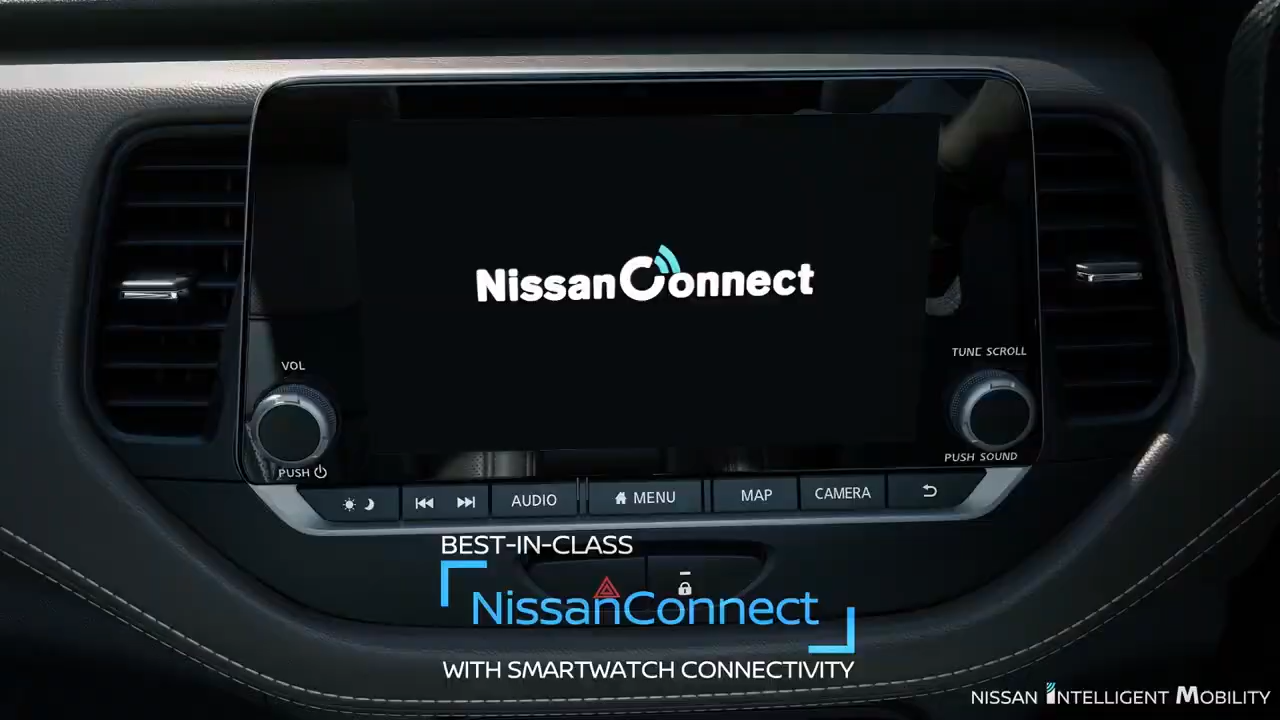 NissanConnect
VOL
TUNE SCROLL
PUSH
PUSH SOUND
AUDIO
MENU
MAP
CAMERA
BEST-IN-CLASS
NissanConnect
WITH SMARTWATCH CONNECTIVITY
NISSAN INTELLIGENT MOBILITY